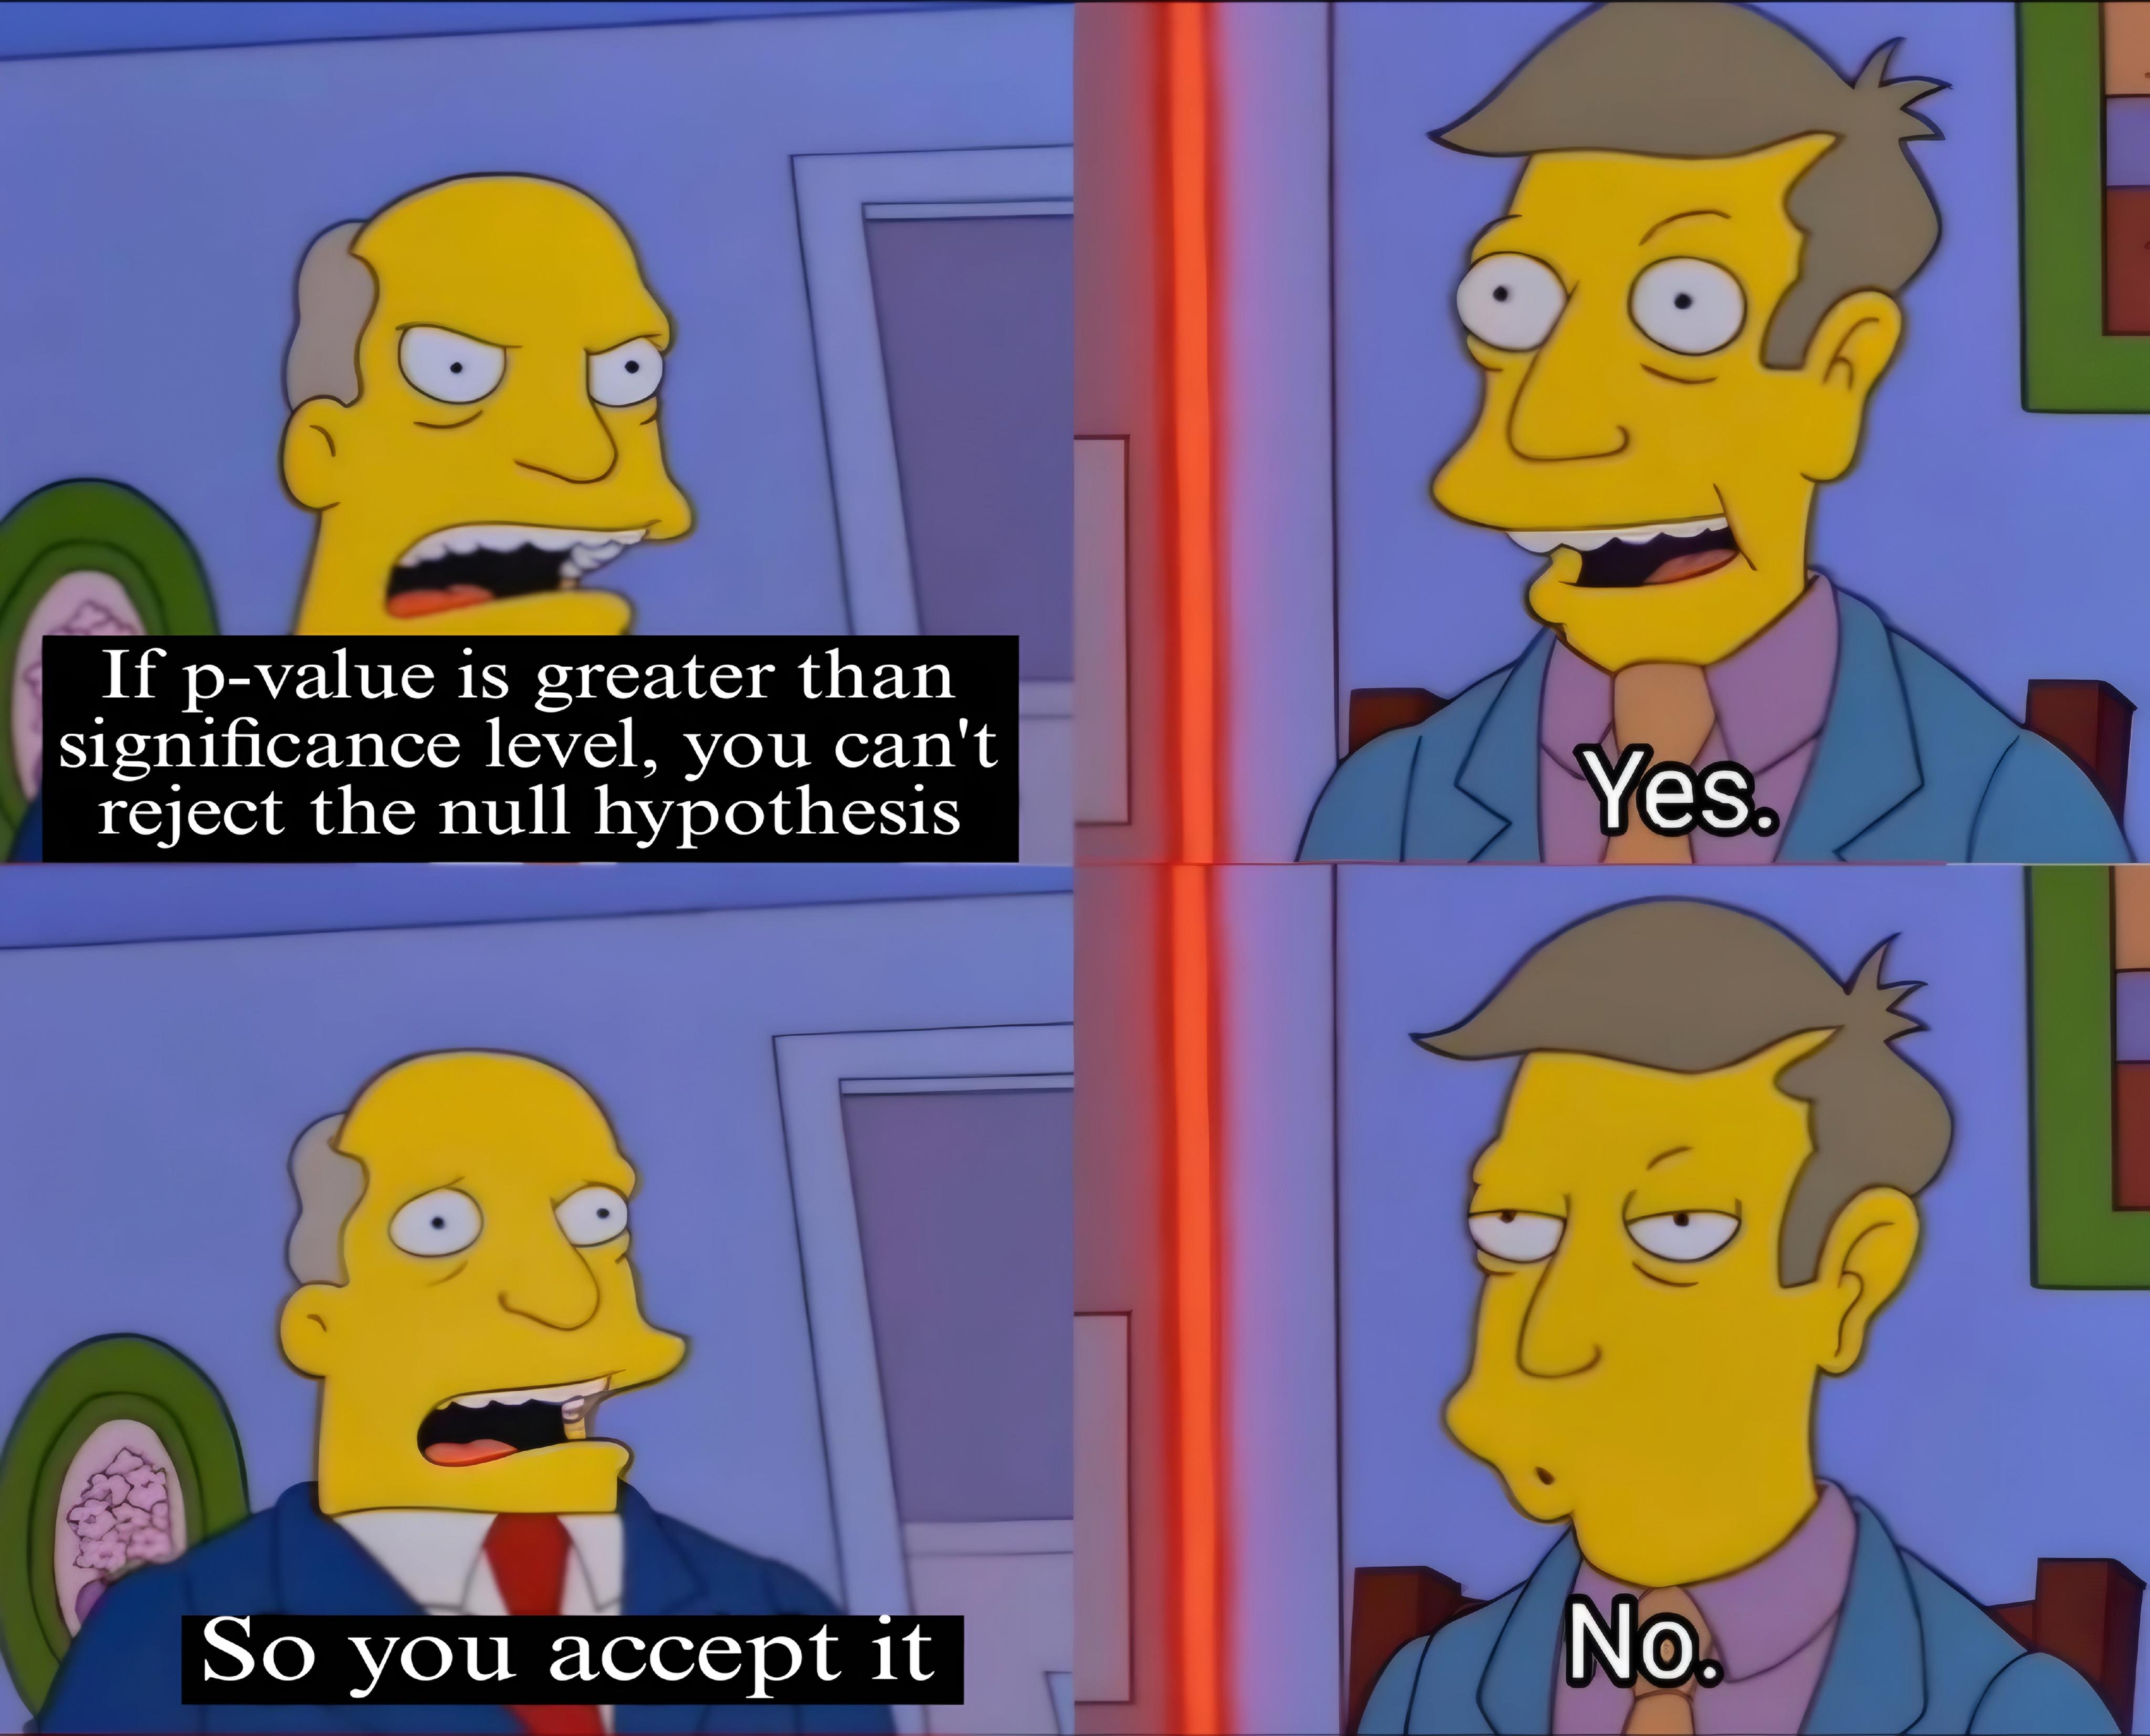 If p-value is greater than
significance level, you can't
reject the null hypothesis
Yes.
So you accept it
No.